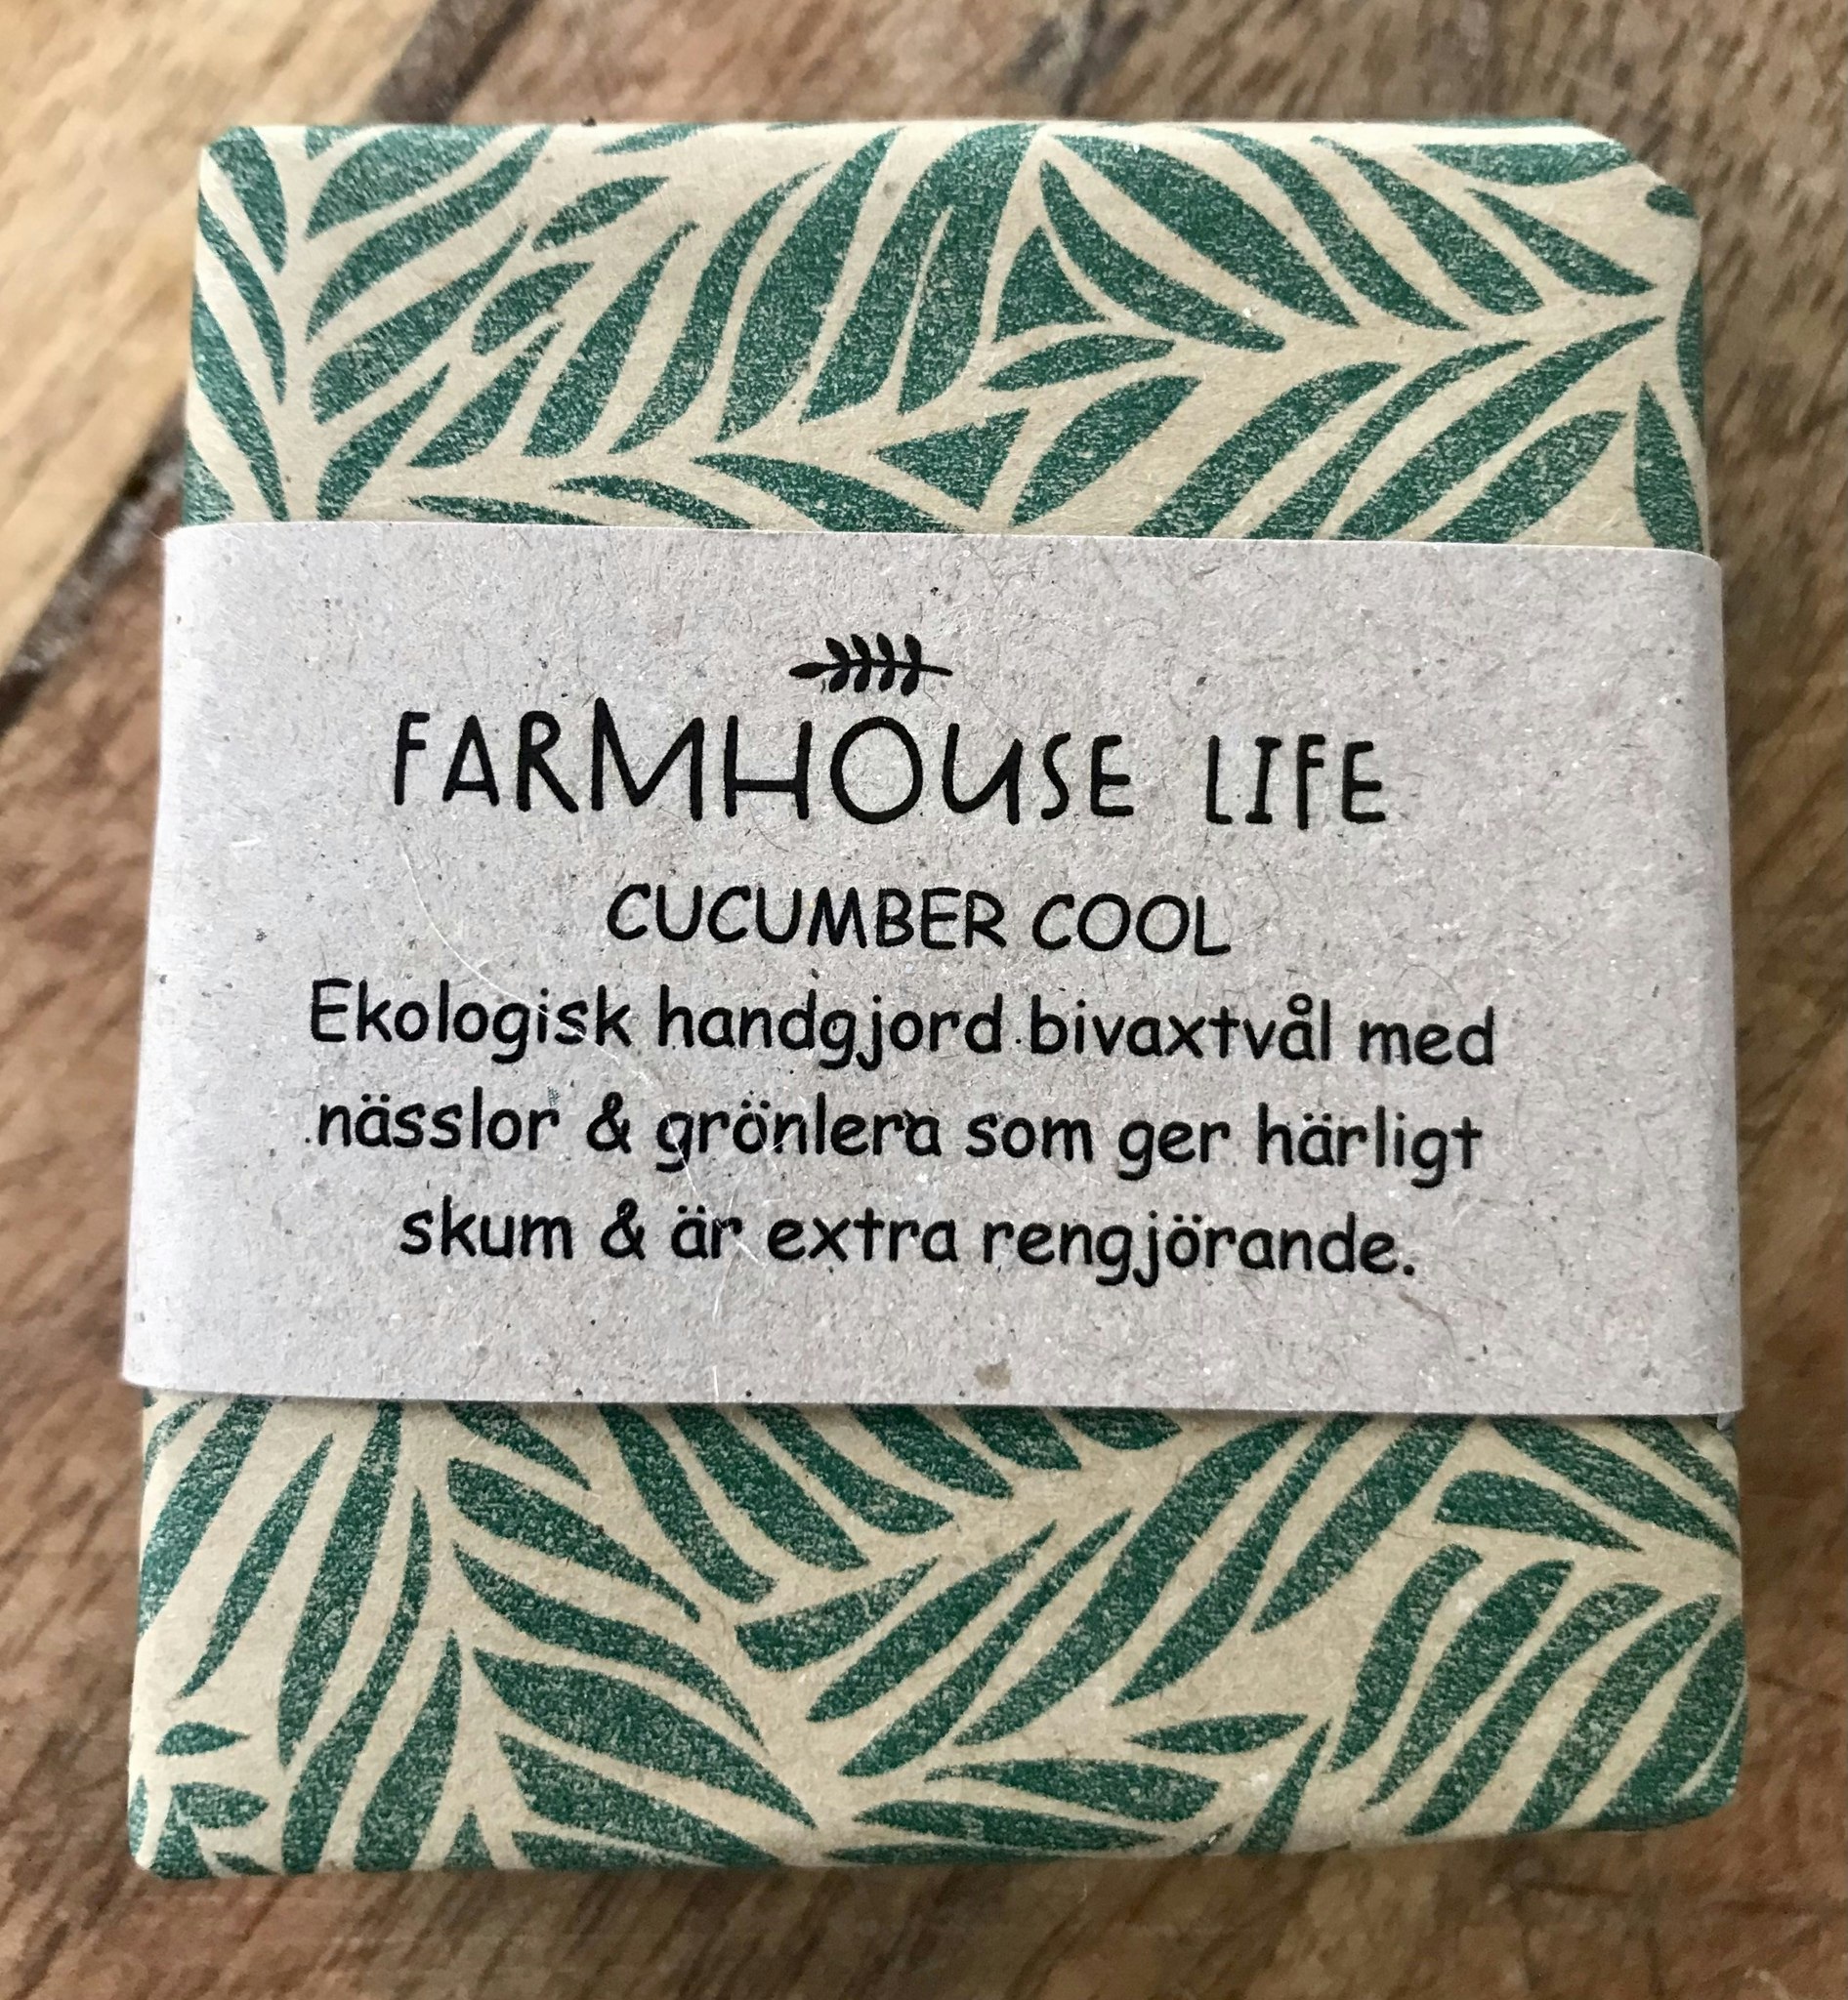 FARMHOUSE LIFE
CUCUMBER COOL
Ekologisk handgjord bivaxtvål med
nässlor & grönlera som ger härligt
skum & är extra rengjörande.